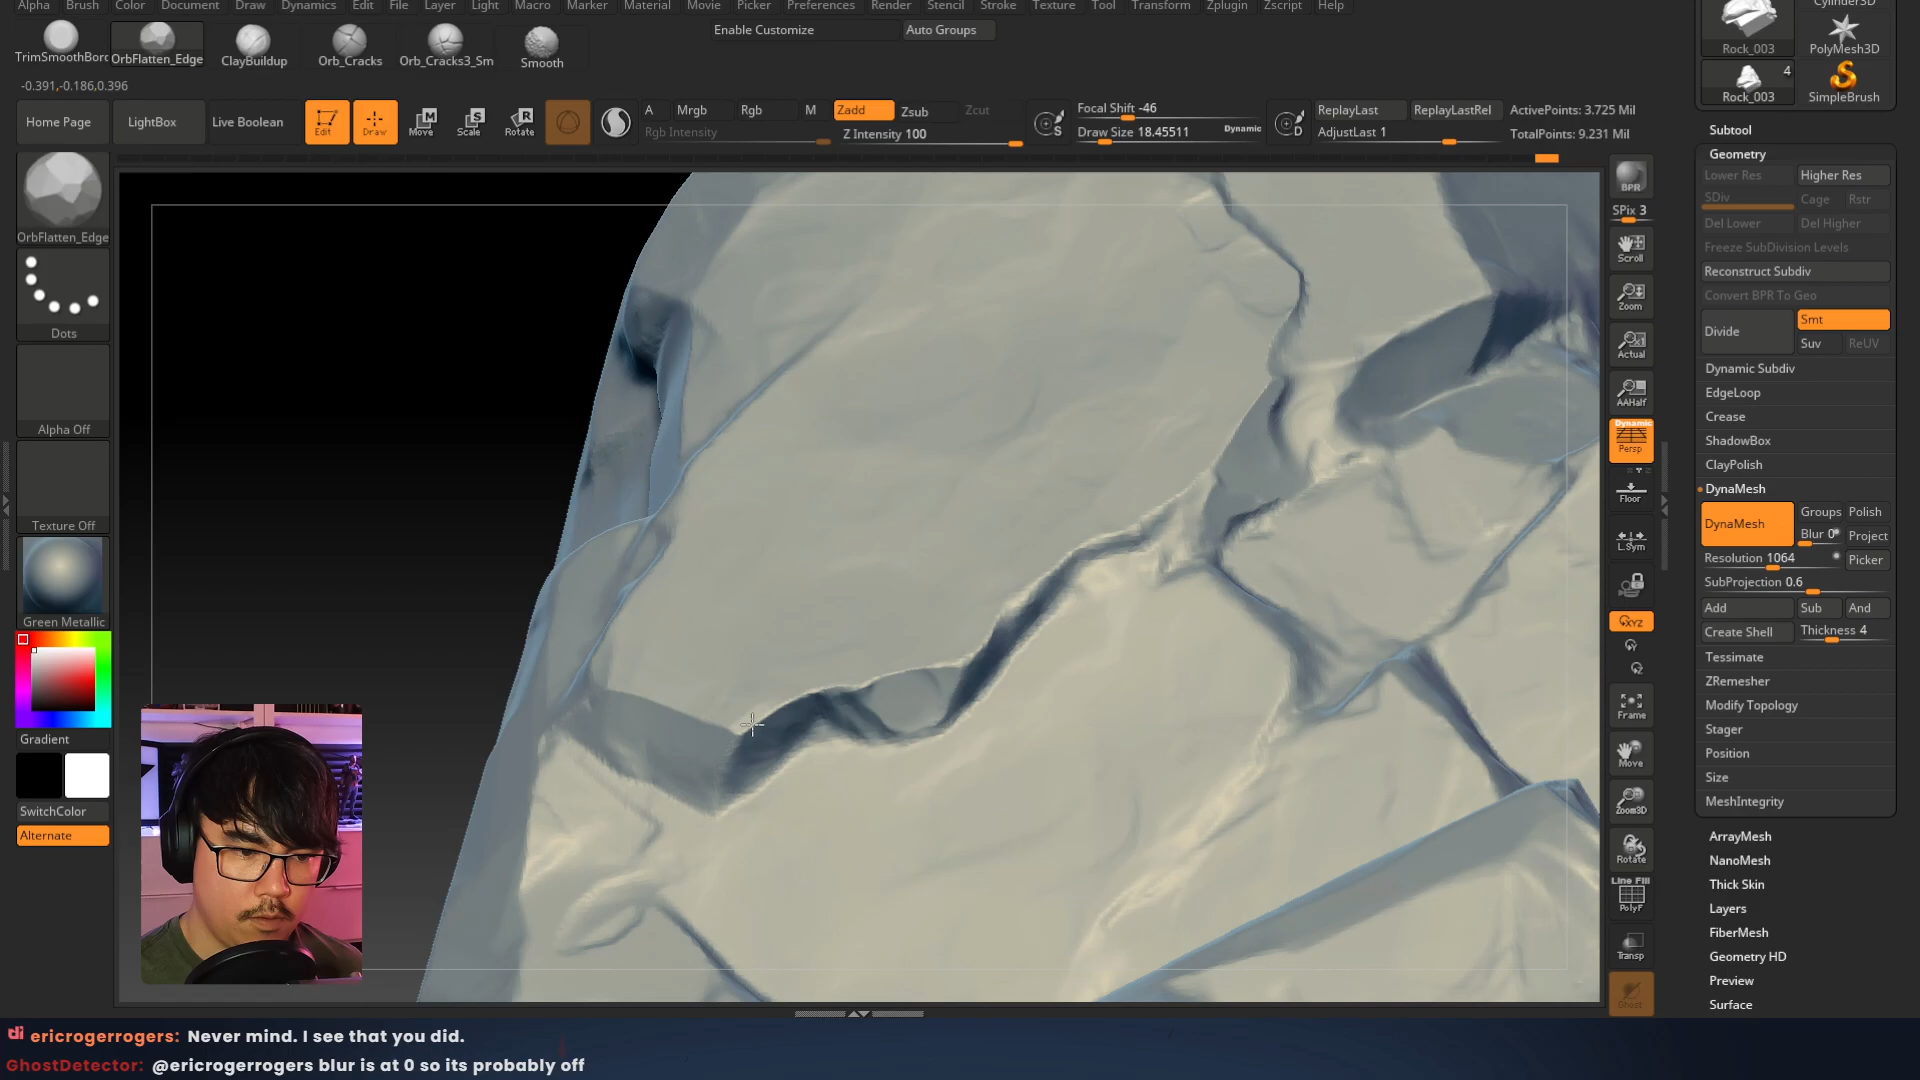 Alpha Brush Color Document Draw Dynamics Edit File Layer Light Macro Marker Material Movie Picker Preferences Render Stencil Stroke Texture Tool Transform Zplugin Zscript Help
TrimSmoothBorc OrbFlatten_Edge ClayBuildup Orb_Cracks Orb_Cracks3_Sm Smooth
Enable Customize Auto Groups
-0.391,-0.186,0.396
Home Page LightBox Live Boolean Edit Draw Move Scale Rotate
A Mrgb Rgb M Zadd Zsub Zcut
Rgb Intensity Z Intensity 100
Focal Shift -46
Draw Size 18.45511 Dynamic
ReplayLast ReplayLastRel ActivePoints: 3.725 Mil
AdjustLast 1 TotalPoints: 9.231 Mil
OrbFlatten_Edge
Dots
Alpha Off
Texture Off
Green Metallic
Gradient
SwitchColor
Alternate
BPR
SPix 3
Scroll
Zoom
Actual
AAHalf
Dynamic
Persp
Floor
L.Sym
XYZ
Frame
Move
Zoom3D
Rotate
Line Fill
PolyF
Transp
Ghost
Cylinder3D
Rock_003 PolyMesh3D
4
Rock_003 SimpleBrush
Subtool
Geometry
Lower Res Higher Res
SDiv Cage Rstr
Del Lower Del Higher
Freeze SubDivision Levels
Reconstruct Subdiv
Convert BPR To Geo
Divide Smt
Suv ReUV
Dynamic Subdiv
EdgeLoop
Crease
ShadowBox
ClayPolish
DynaMesh
DynaMesh Groups Polish
Blur 0 Project
Resolution 1064 Picker
SubProjection 0.6
Add Sub And
Create Shell Thickness 4
Tessimate
ZRemesher
Modify Topology
Stager
Position
Size
MeshIntegrity
ArrayMesh
NanoMesh
Thick Skin
Layers
FiberMesh
Geometry HD
Preview
Surface
ericrogerrogers: Never mind. I see that you did.
GhostDetector: @ericrogerrogers blur is at 0 so its probably off